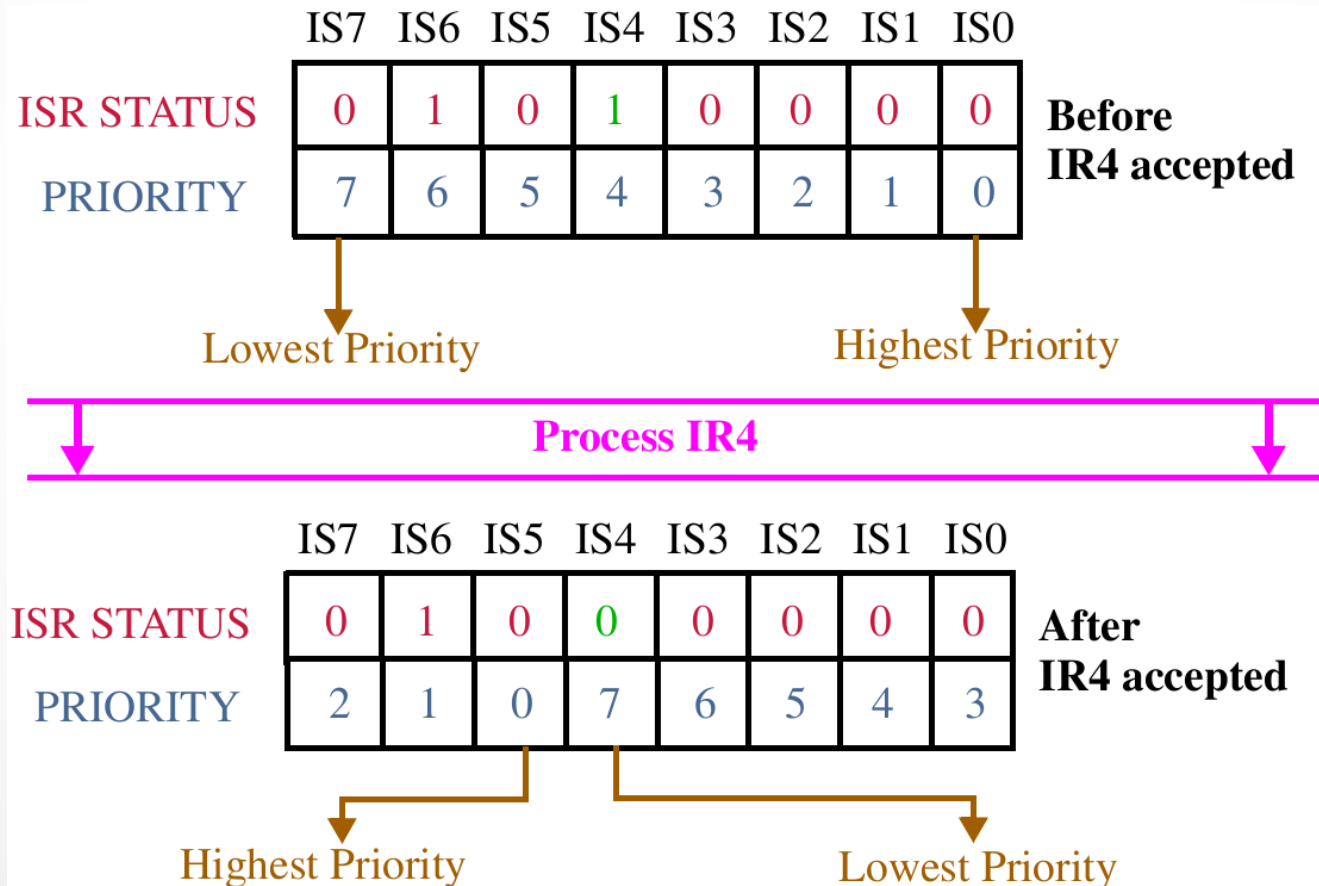 IS7 IS6 IS5 IS4 IS3 IS2 IS1 IS0
ISR STATUS 0 1 0 1 0 0 0 0
PRIORITY 7 6 5 4 3 2 1 0
Before
IR4 accepted
Lowest Priority Highest Priority
Process IR4
IS7 IS6 IS5 IS4 IS3 IS2 IS1 IS0
ISR STATUS 0 1 0 0 0 0 0 0
PRIORITY 2 1 0 7 6 5 4 3
After
IR4 accepted
Highest Priority Lowest Priority